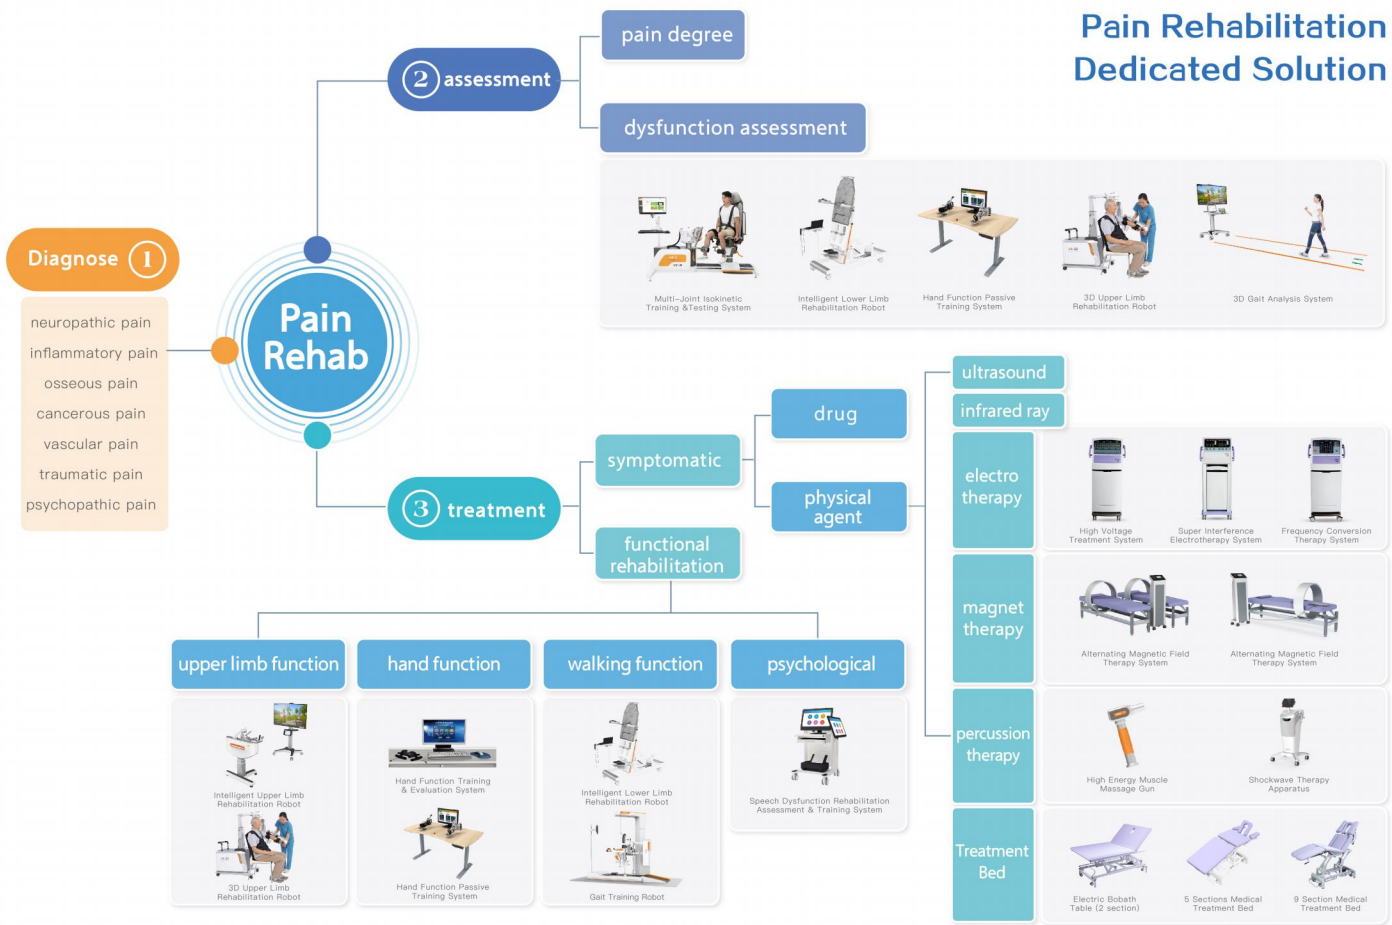 Pain Rehabilitation
Dedicated Solution
2 assessment
pain degree
dysfunction assessment
Multi-Joint Isokinetic
Training &Testing System
Intelligent Lower Limb
Rehabilitation Robot
Hand Function Passive
Training System
3D Upper Limb
Rehabilitation Robot
3D Gait Analysis System
Diagnose 1
neuropathic pain
inflammatory pain
osseous pain
cancerous pain
vascular pain
traumatic pain
psychopathic pain
Pain
Rehab
3 treatment
symptomatic
functional
rehabilitation
drug
physical
agent
ultrasound
infrared ray
electro
therapy
High Voltage
Treatment System
Super Interference
Electrotherapy System
Frequency Conversion
Therapy System
magnet
therapy
Alternating Magnetic Field
Therapy System
Alternating Magnetic Field
Therapy System
percussion
therapy
High Energy Muscle
Massage Gun
Shockwave Therapy
Apparatus
Treatment
Bed
Electric Bobath
Table (2 section)
5 Sections Medical
Treatment Bed
9 Section Medical
Treatment Bed
upper limb function
Intelligent Upper Limb
Rehabilitation Robot
3D Upper Limb
Rehabilitation Robot
hand function
Hand Function Training
& Evaluation System
Hand Function Passive
Training System
walking function
Intelligent Lower Limb
Rehabilitation Robot
Gait Training Robot
psychological
Speech Dysfunction Rehabilitation
Assessment & Training System